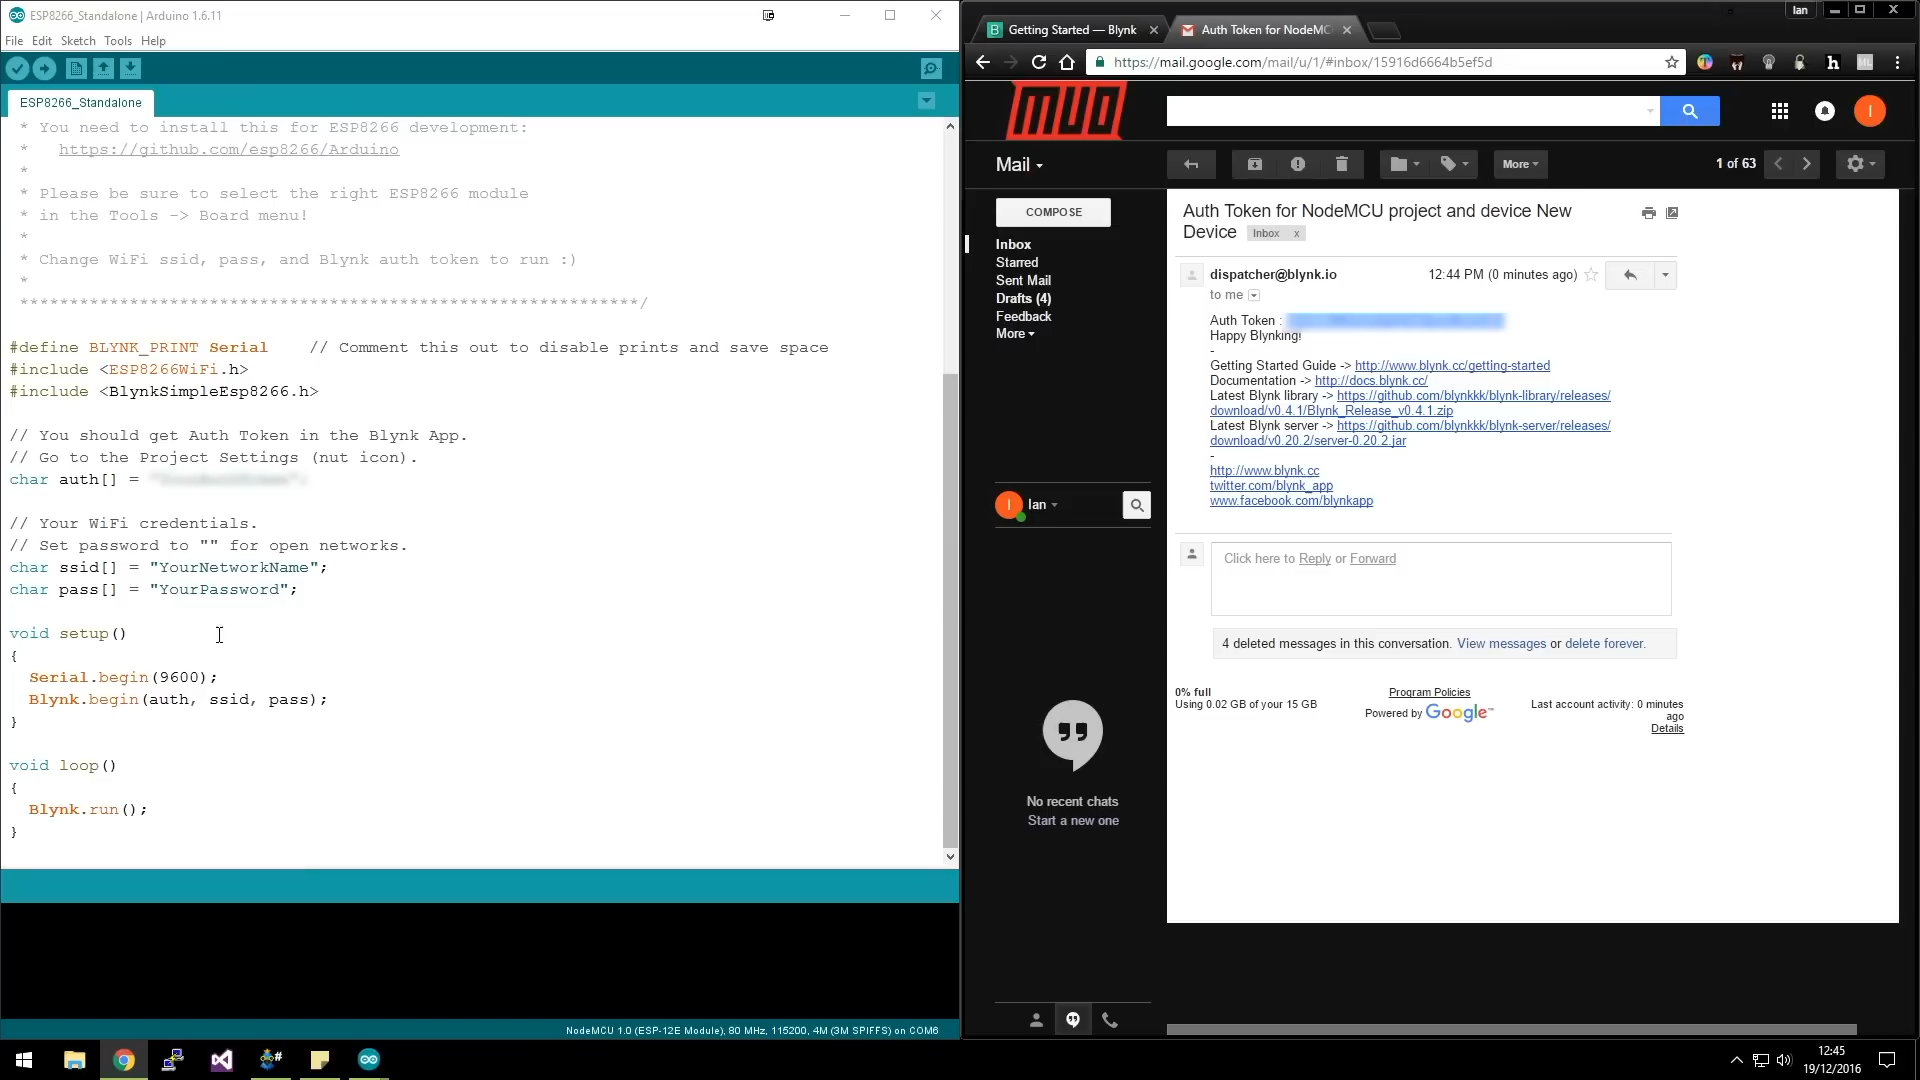 ESP8266_Standalone | Arduino 1.6.11
File Edit Sketch Tools Help
ESP8266_Standalone
* You need to install this for ESP8266 development:
*   https://github.com/esp8266/Arduino
*
* Please be sure to select the right ESP8266 module
* in the Tools -> Board menu!
*
* Change WiFi ssid, pass, and Blynk auth token to run :)
*
**************************************************************/
#define BLYNK_PRINT Serial    // Comment this out to disable prints and save space
#include <ESP8266WiFi.h>
#include <BlynkSimpleEsp8266.h>
// You should get Auth Token in the Blynk App.
// Go to the Project Settings (nut icon).
char auth[] =
// Your WiFi credentials.
// Set password to "" for open networks.
char ssid[] = "YourNetworkName";
char pass[] = "YourPassword";
void setup()
{
  Serial.begin(9600);
  Blynk.begin(auth, ssid, pass);
}
void loop()
{
  Blynk.run();
}
NodeMCU 1.0 (ESP-12E Module), 80 MHz, 115200, 4M (3M SPIFFS) on COM6
Ian
Getting Started — Blynk
Auth Token for NodeMC
https://mail.google.com/mail/u/1/#inbox/15916d6664b5ef5d
MUO
I
Mail
More
1 of 63
COMPOSE
Inbox
Starred
Sent Mail
Drafts (4)
Feedback
More
I Ian
No recent chats
Start a new one
Auth Token for NodeMCU project and device New
Device Inbox x
dispatcher@blynk.io 12:44 PM (0 minutes ago)
to me
Auth Token :
Happy Blynking!
-
Getting Started Guide -> http://www.blynk.cc/getting-started
Documentation -> http://docs.blynk.cc/
Latest Blynk library -> https://github.com/blynkkk/blynk-library/releases/
download/v0.4.1/Blynk_Release_v0.4.1.zip
Latest Blynk server -> https://github.com/blynkkk/blynk-server/releases/
download/v0.20.2/server-0.20.2.jar
-
http://www.blynk.cc
twitter.com/blynk_app
www.facebook.com/blynkapp
Click here to Reply or Forward
4 deleted messages in this conversation. View messages or delete forever.
0% full
Using 0.02 GB of your 15 GB
Program Policies
Powered by Google™
Last account activity: 0 minutes
ago
Details
12:45
19/12/2016